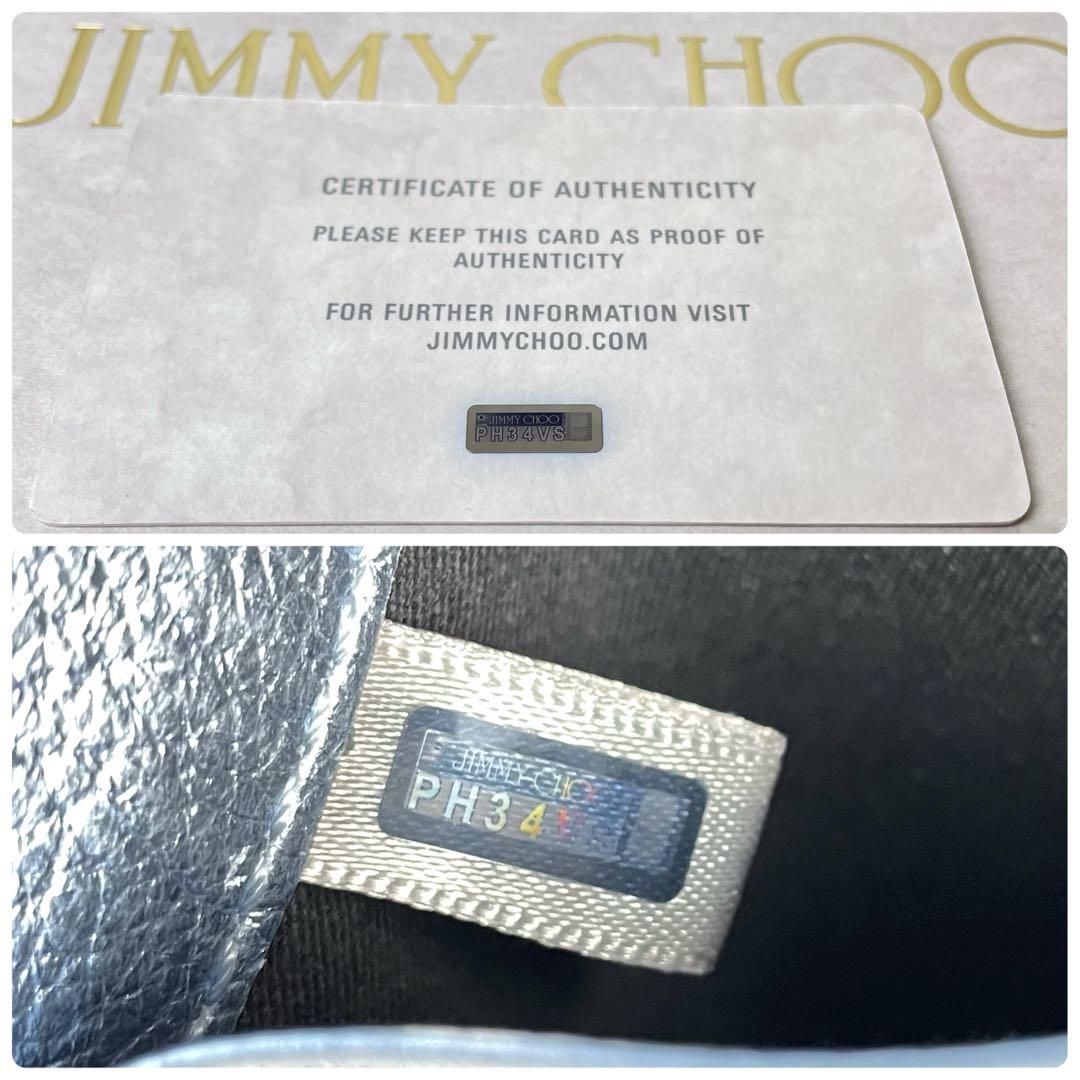 JIMMY CHOO
CERTIFICATE OF AUTHENTICITY
PLEASE KEEP THIS CARD AS PROOF OF
AUTHENTICITY
FOR FURTHER INFORMATION VISIT
JIMMYCHOO.COM
JIMMY CHOO
PH34VS
JIMMY CHOO
PH34VS